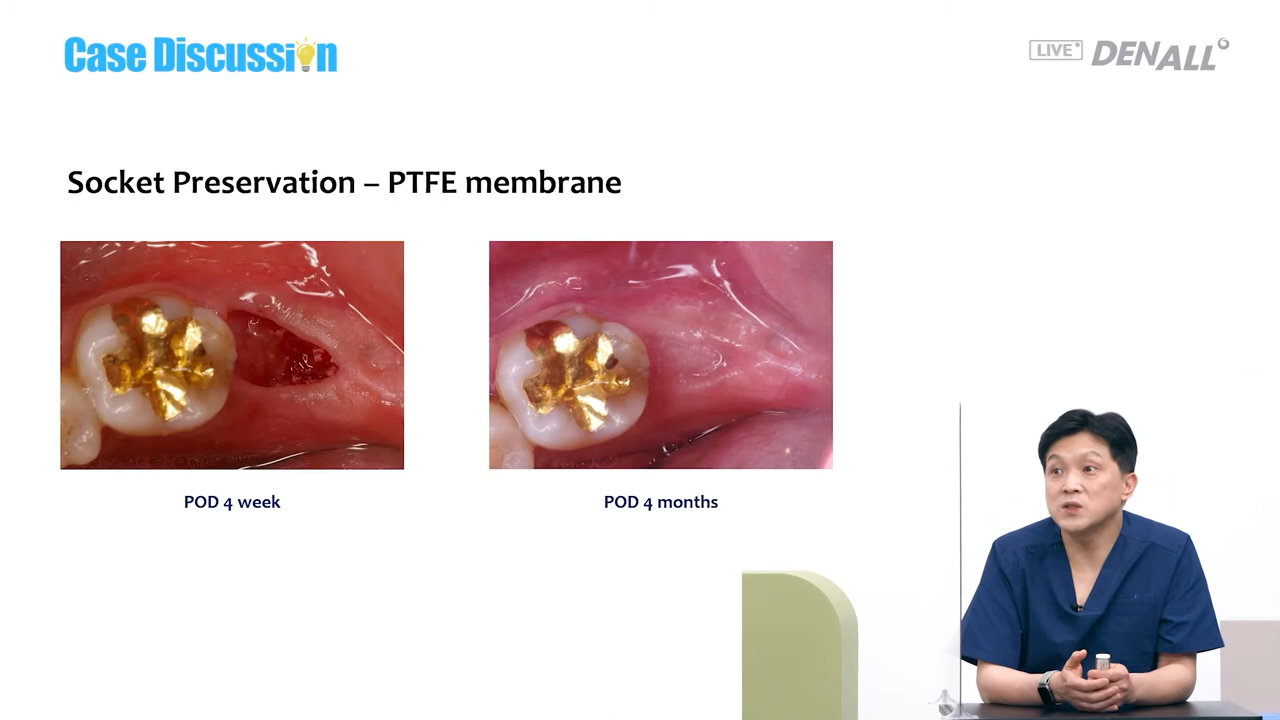 Case Discussion
LIVE DENALL
Socket Preservation – PTFE membrane
POD 4 week
POD 4 months